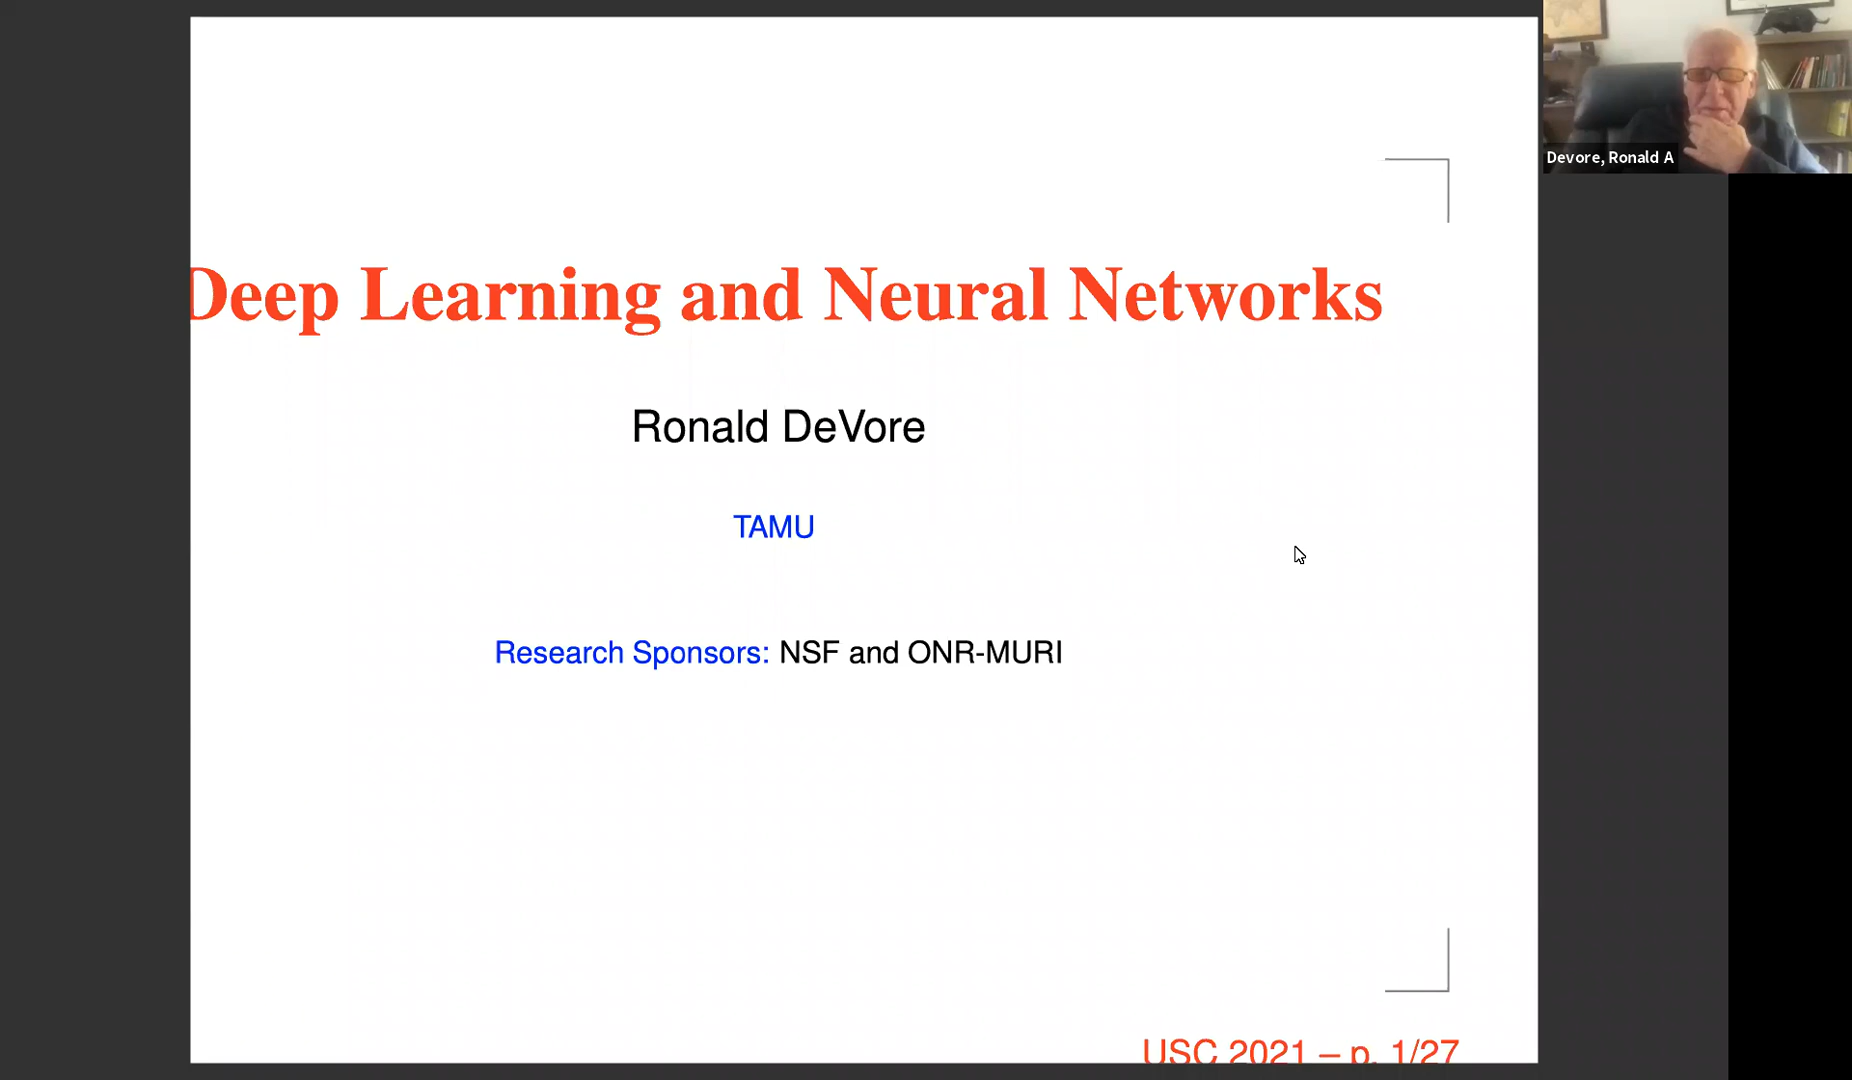 Deep Learning and Neural Networks
Ronald DeVore
TAMU
Research Sponsors: NSF and ONR-MURI
USC 2021 – p. 1/27
Devore, Ronald A